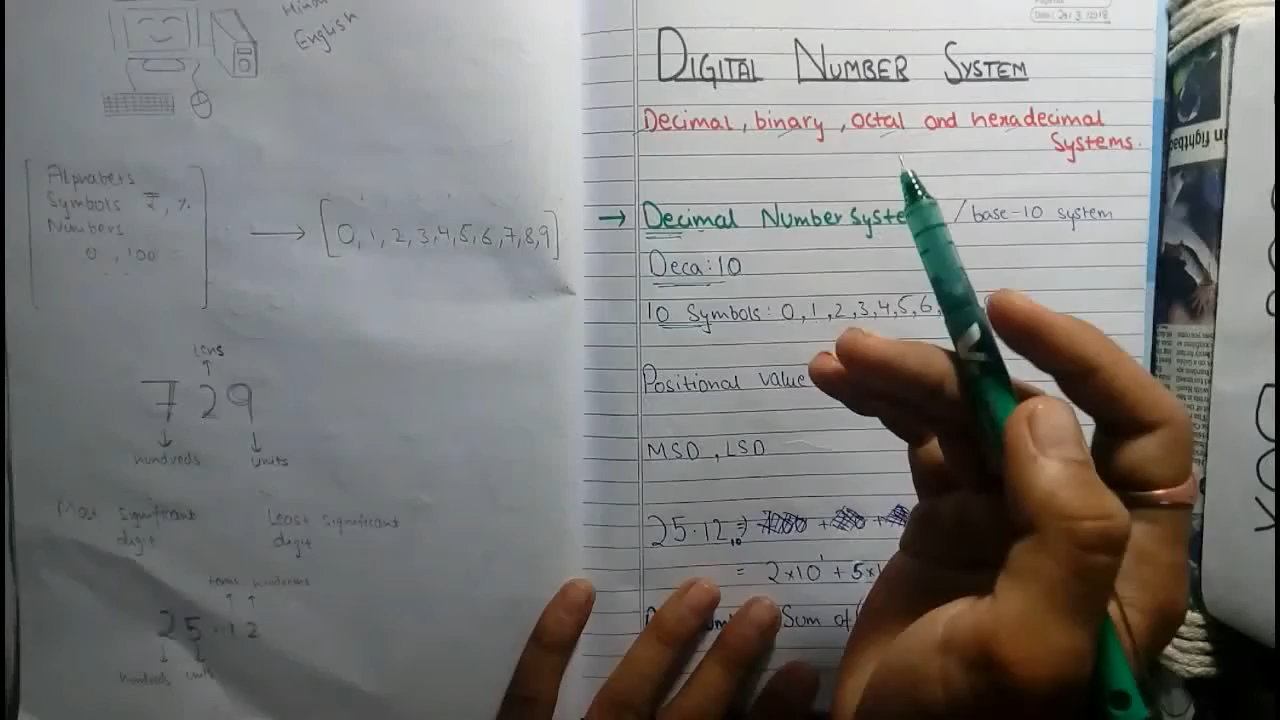 Hindi
English
Alphabets
Symbols ₹, %
Numbers
0, 100
[0, 1, 2, 3, 4, 5, 6, 7, 8, 9]
tens
729
hundreds units
Most significant digit
Least significant digit
25.12
units
DIGITAL NUMBER SYSTEM
Decimal, binary, octal and hexadecimal
Systems.
→ Decimal Number Syste / base-10 system
Deca: 10
10 Symbols: 0, 1, 2, 3, 4, 5, 6,
Positional value
MSD, LSD
25.12₁₀ ⇒
= 2×10¹ + 5×1
Sum of
in fightba